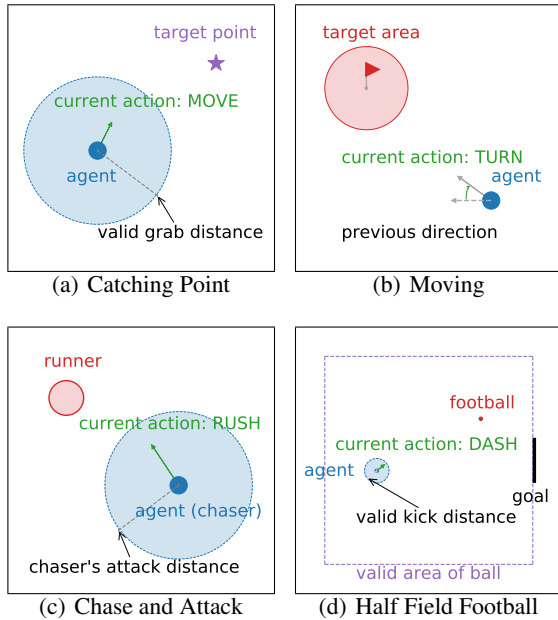 target point
current action: MOVE
agent
valid grab distance
(a) Catching Point
target area
current action: TURN
agent
previous direction
(b) Moving
runner
current action: RUSH
agent (chaser)
chaser's attack distance
(c) Chase and Attack
football
current action: DASH
agent
goal
valid kick distance
valid area of ball
(d) Half Field Football